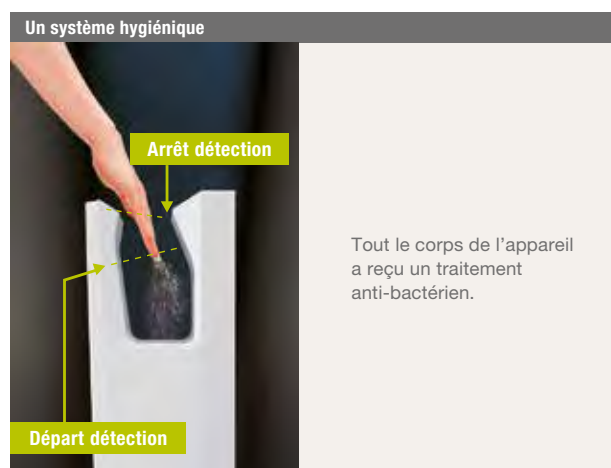 Un système hygiénique
Arrêt détection
Tout le corps de l'appareil
a reçu un traitement
anti-bactérien.
Départ détection